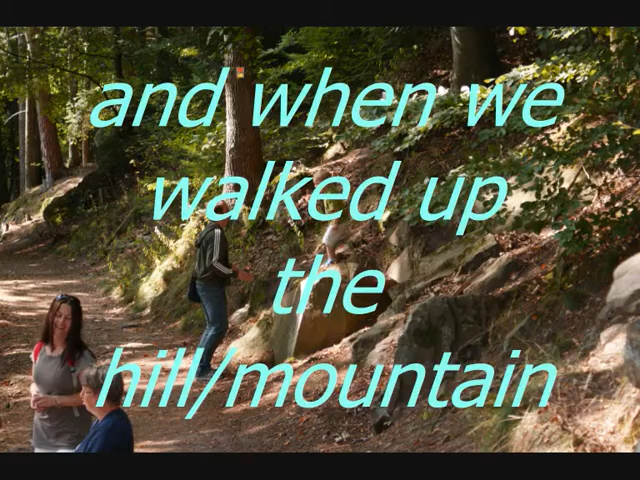 and when we
walked up
the
hill/mountain